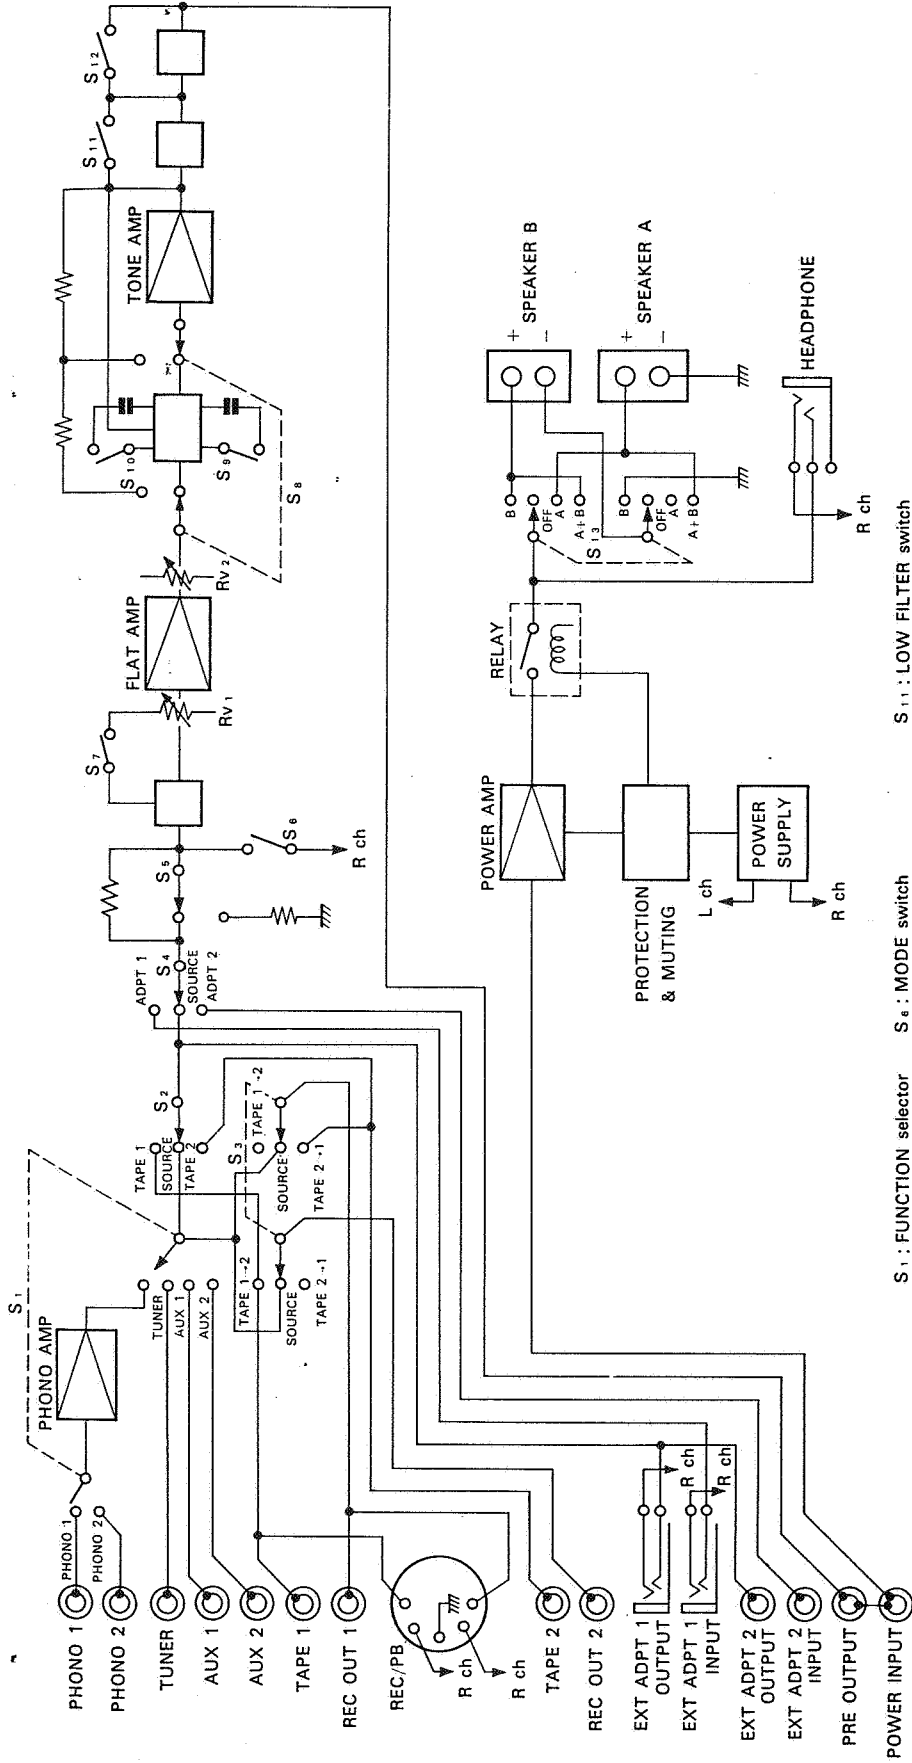 PHONO 1
PHONO 2
TUNER
AUX 1
AUX 2
TAPE 1
REC OUT 1
REC/PB
R ch
R ch
TAPE 2
REC OUT 2
EXT ADPT 1
OUTPUT
EXT ADPT 1
INPUT
EXT ADPT 2
OUTPUT
EXT ADPT 2
INPUT
PRE OUTPUT
POWER INPUT
PHONO 1
PHONO 2
PHONO AMP
S1
TUNER
AUX 1
AUX 2
TAPE 1→2
SOURCE
TAPE 2→1
TAPE 1
SOURCE
TAPE 2
S2
S3
TAPE 1→2
SOURCE
TAPE 2→1
R ch
R ch
ADPT 1
SOURCE
ADPT 2
S4
S5
S6
R ch
S7
RV1
FLAT AMP
RV2
S8
S9
S10
TONE AMP
S11
S12
POWER AMP
PROTECTION
& MUTING
POWER
SUPPLY
L ch
R ch
RELAY
S13
B
OFF
A
A+B
B
OFF
A
A+B
+
−
SPEAKER B
+
−
SPEAKER A
HEADPHONE
R ch
S1 ; FUNCTION selector
S6 ; MODE switch
S11 ; LOW FILTER switch